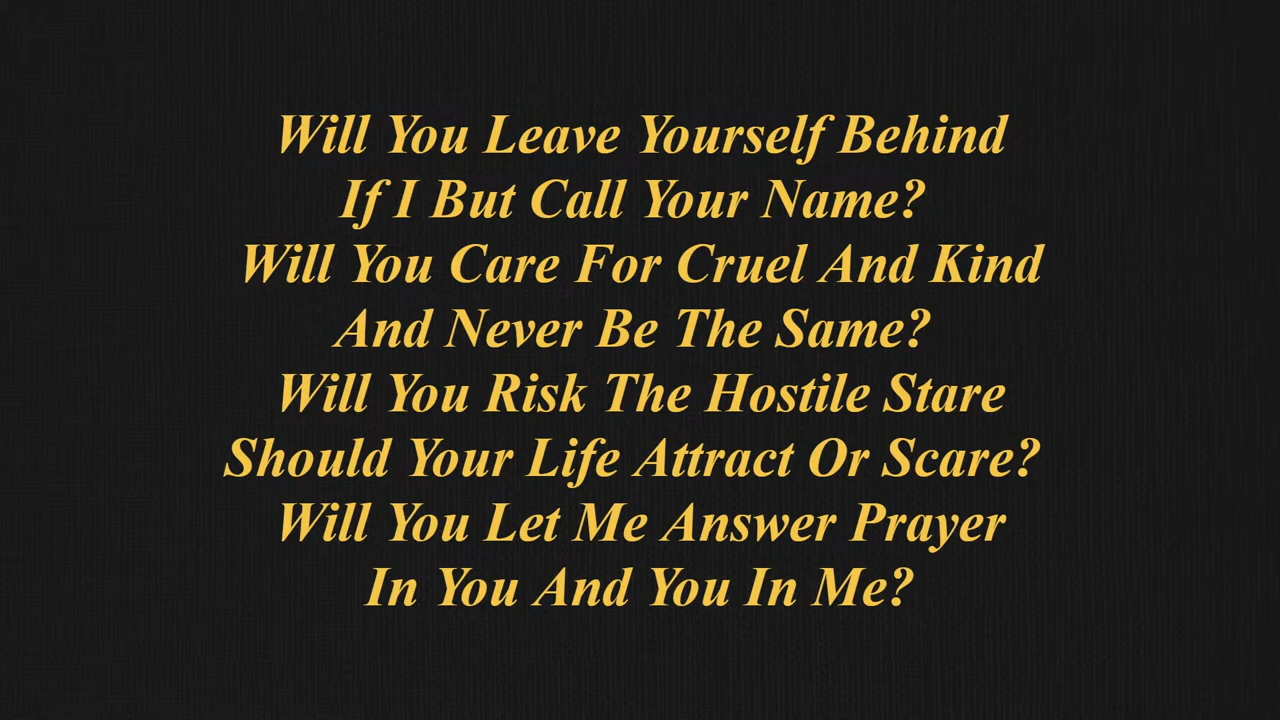 Will You Leave Yourself Behind
If I But Call Your Name?
Will You Care For Cruel And Kind
And Never Be The Same?
Will You Risk The Hostile Stare
Should Your Life Attract Or Scare?
Will You Let Me Answer Prayer
In You And You In Me?